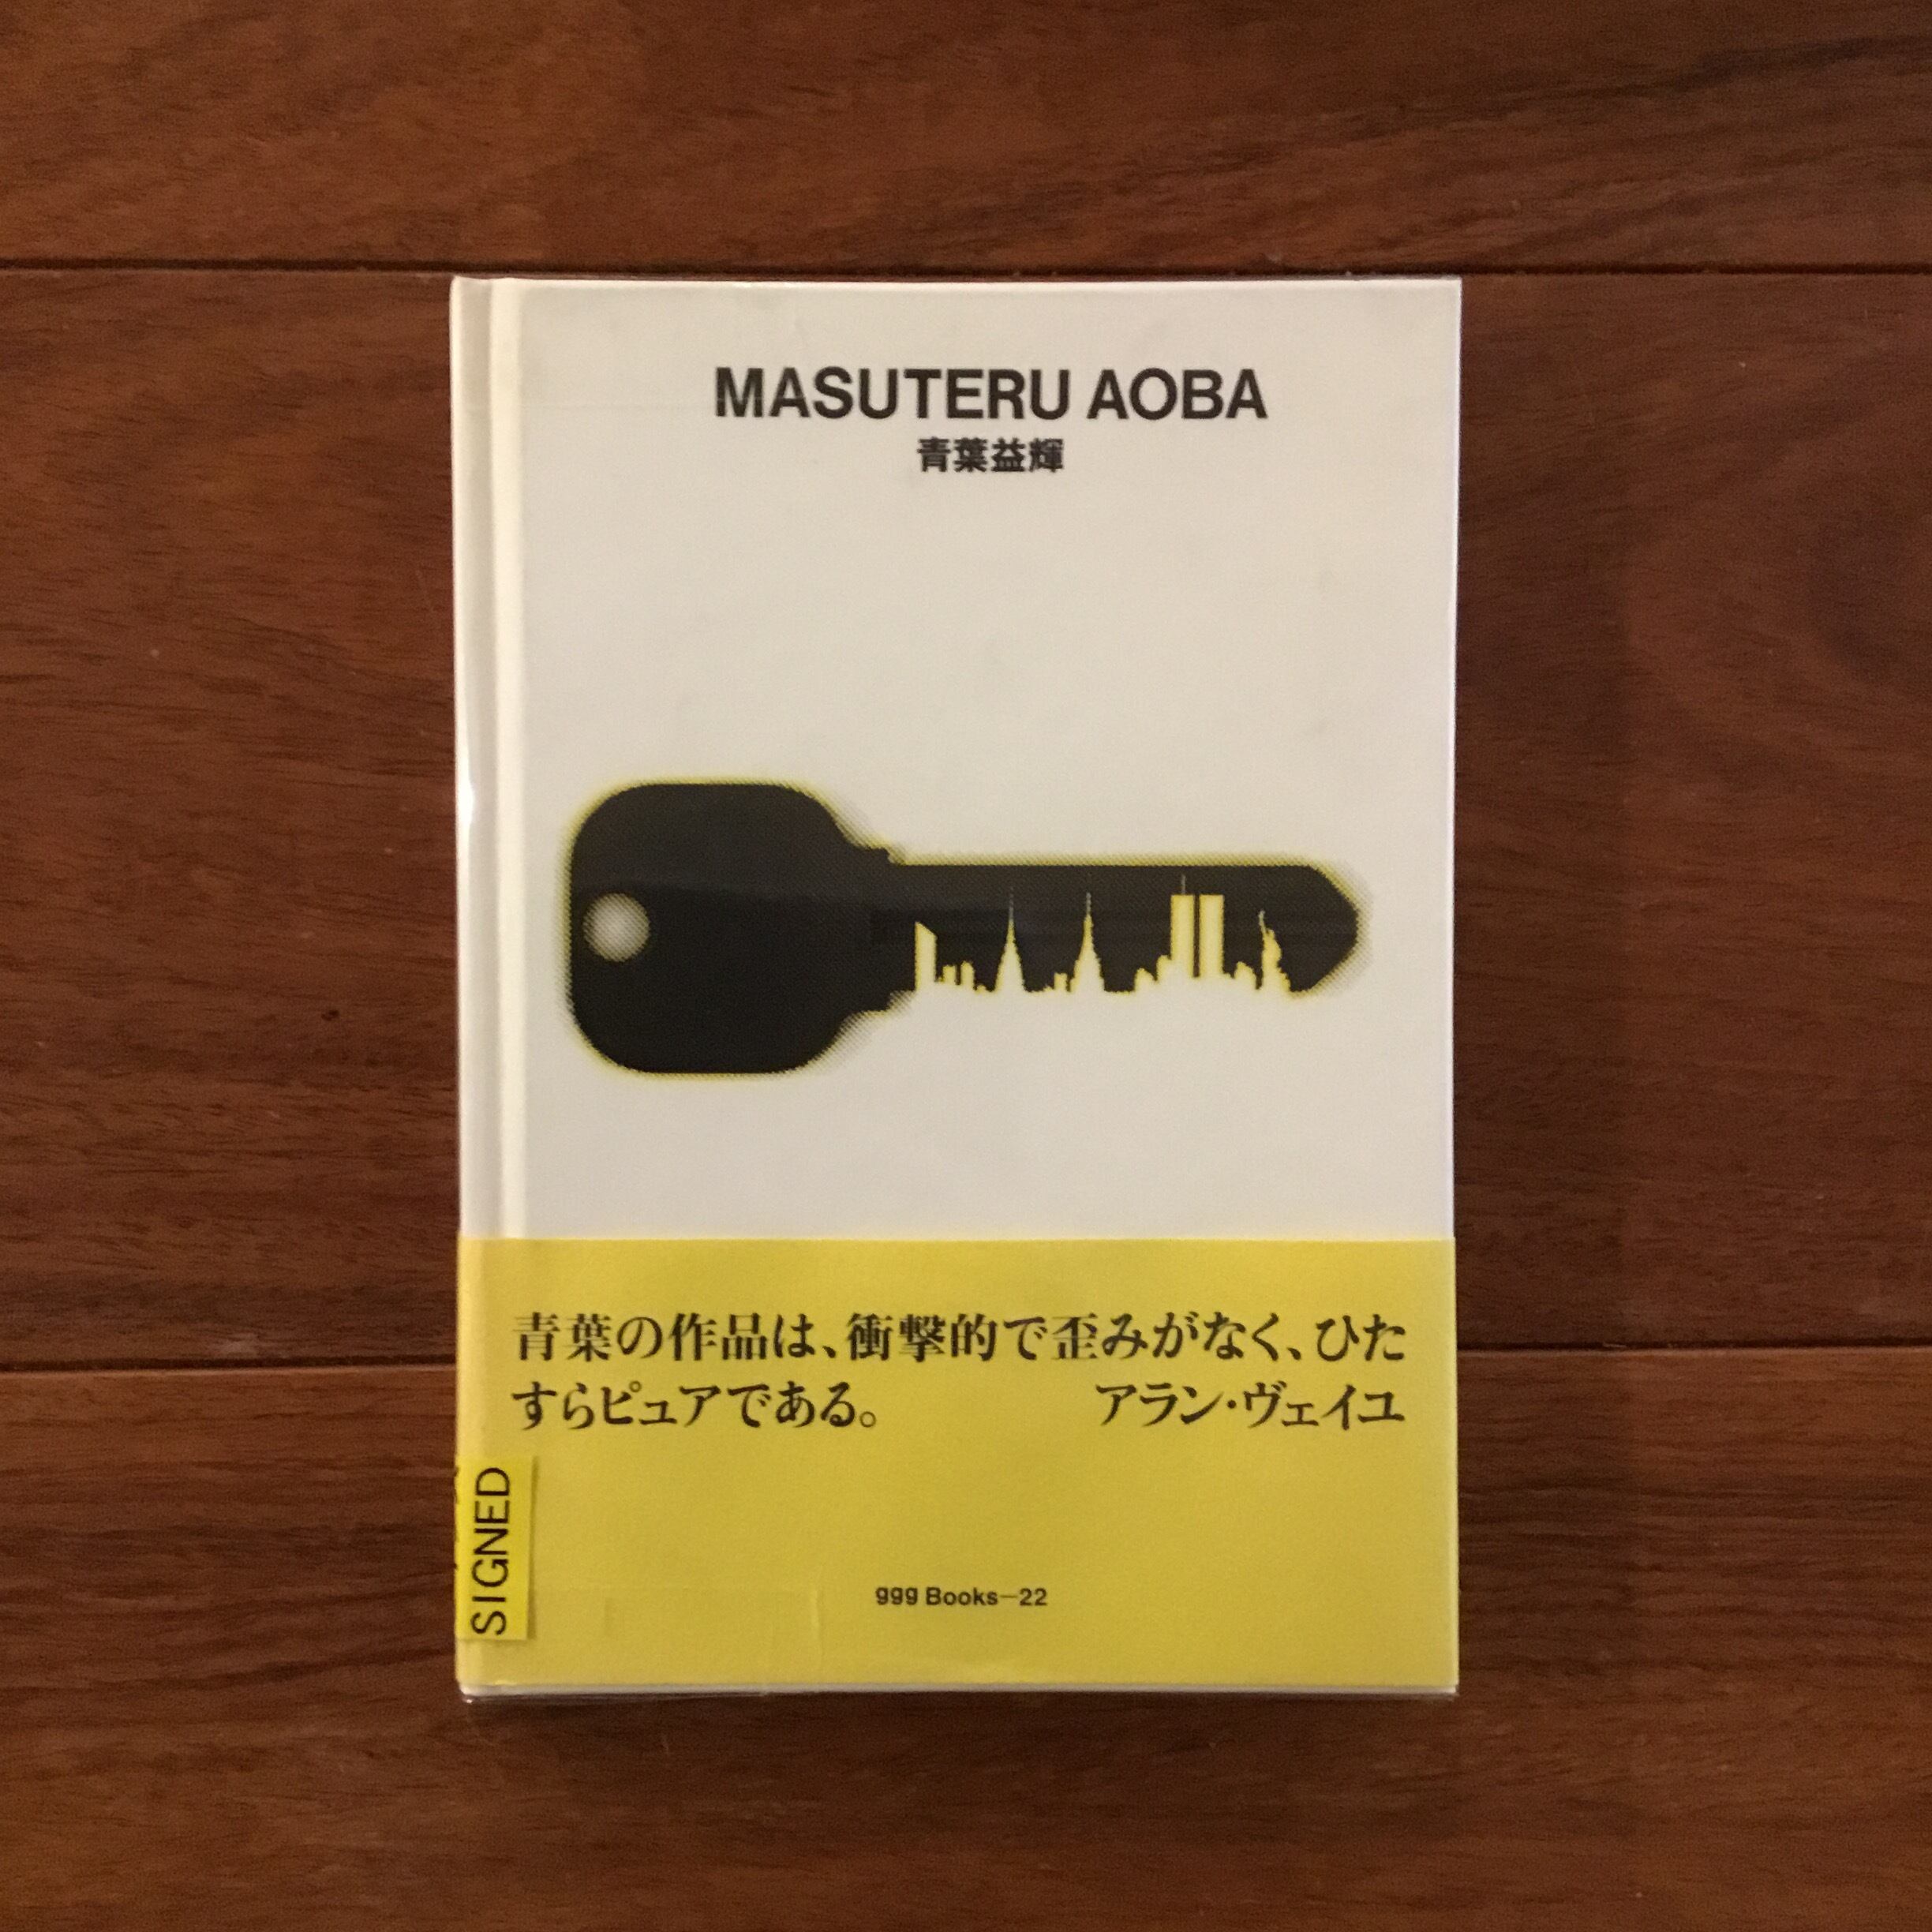 MASUTERU AOBA
青葉益輝
青葉の作品は、衝撃的で歪みがなく、ひた
すらピュアである。 アラン・ヴェイユ
SIGNED
ggg Books−22